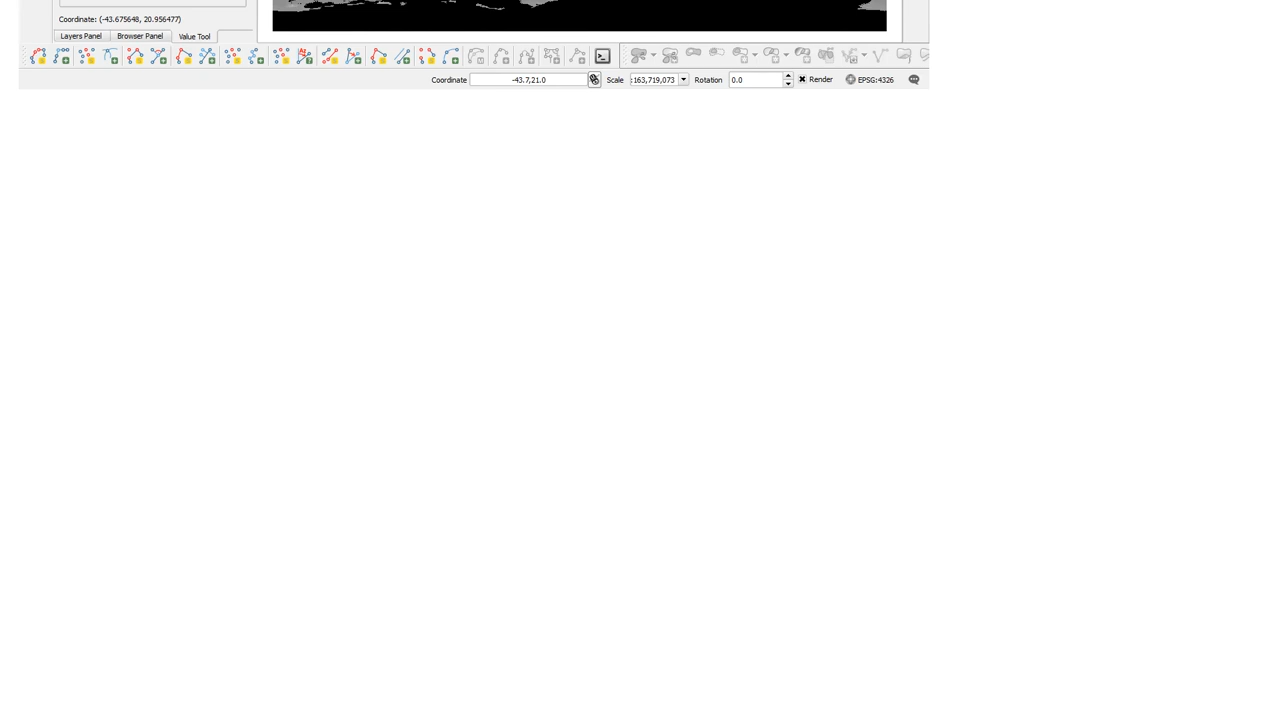 Coordinate: (-43.675648, 20.956477)
Layers Panel Browser Panel Value Tool
Coordinate -43.7,21.0 Scale :163,719,073 Rotation 0.0 Render EPSG:4326